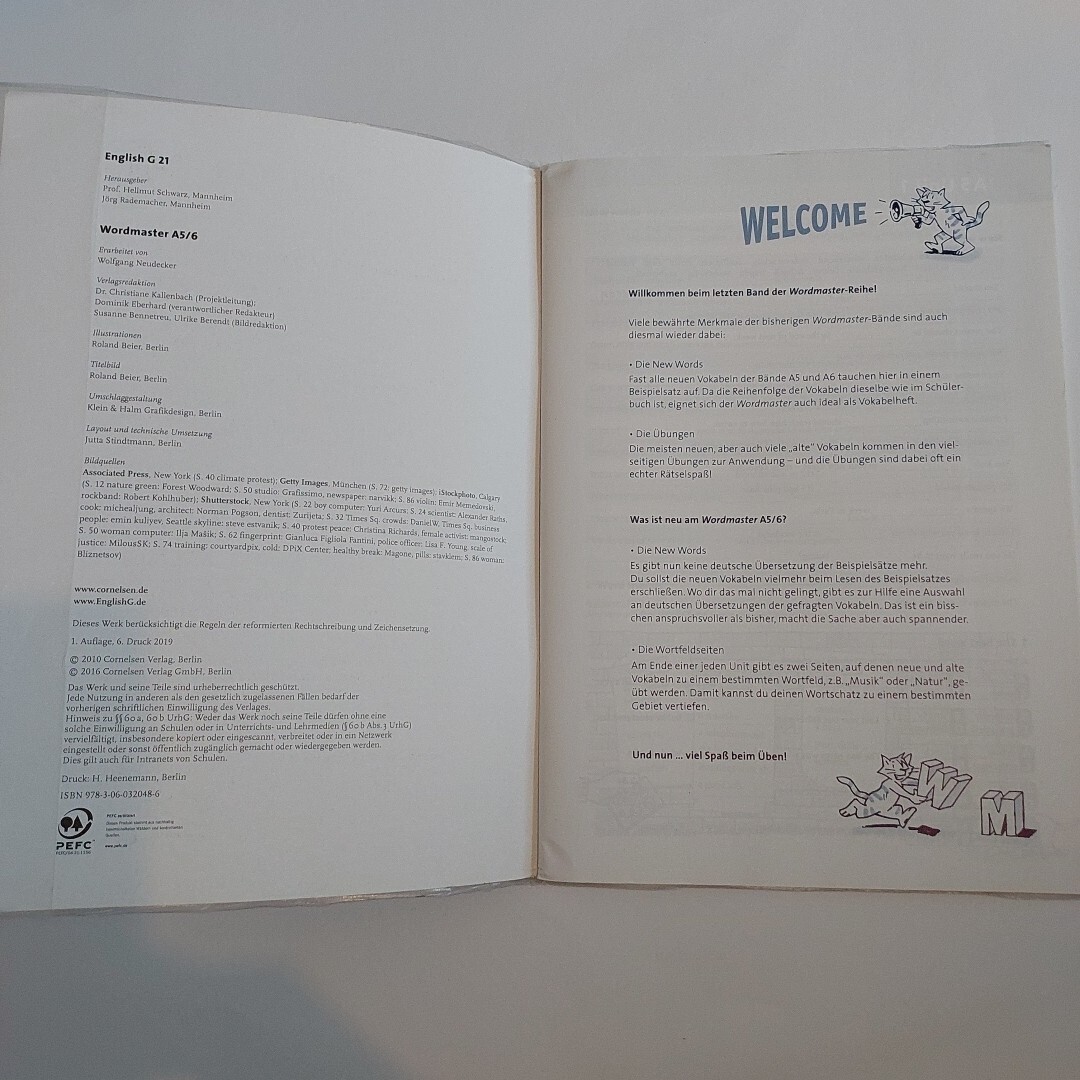 English G 21
Herausgeber
Prof. Hellmut Schwarz, Mannheim
Jörg Rademacher, Mannheim
Wordmaster A5/6
Erarbeitet von
Wolfgang Neudecker
Verlagsredaktion
Dr. Christiane Kallenbach (Projektleitung);
Dominik Eberhard (verantwortlicher Redakteur)
Susanne Bennetreu, Ulrike Berendt (Bildredaktion)
Illustrationen
Roland Beier, Berlin
Titelbild
Roland Beier, Berlin
Umschlaggestaltung
Klein & Halm Grafikdesign, Berlin
Layout und technische Umsetzung
Jutta Stindtmann, Berlin
Bildquellen
Associated Press, New York (S. 40 climate protest); Getty Images, München (S. 72: getty images); iStockphoto, Calgary
(S. 12 nature green: Forest Woodward; S. 50 studio: Grafissimo, newspaper: narvikk; S. 86 violin: Emir Memedovski,
rockband: Robert Kohlhuber); Shutterstock, New York (S. 22 boy computer: Yuri Arcurs; S. 24 scientist: Alexander Raths,
cook: michealjung, architect: Norman Pogson, dentist: Zurijeta; S. 32 Times Sq. crowds: DanielW, Times Sq. business
people: emin kuliyev, Seattle skyline: steve estvanik; S. 40 protest peace: Christina Richards, female activist: mangostock;
S. 50 woman computer: Ilja Mašík; S. 62 fingerprint: Gianluca Figliola Fantini, police officer: Lisa F. Young, scale of
justice: MilousSK; S. 74 training: courtyardpix, cold: DPiX Center; healthy break: Magone, pills: stavklem; S. 86 woman:
Bliznetsov)
www.cornelsen.de
www.EnglishG.de
Dieses Werk berücksichtigt die Regeln der reformierten Rechtschreibung und Zeichensetzung.
1. Auflage, 6. Druck 2019
© 2010 Cornelsen Verlag, Berlin
© 2016 Cornelsen Verlag GmbH, Berlin
Das Werk und seine Teile sind urheberrechtlich geschützt.
Jede Nutzung in anderen als den gesetzlich zugelassenen Fällen bedarf der
vorherigen schriftlichen Einwilligung des Verlages.
Hinweis zu §§ 60 a, 60 b UrhG: Weder das Werk noch seine Teile dürfen ohne eine
solche Einwilligung an Schulen oder in Unterrichts- und Lehrmedien (§ 60 b Abs. 3 UrhG)
vervielfältigt, insbesondere kopiert oder eingescannt, verbreitet oder in ein Netzwerk
eingestellt oder sonst öffentlich zugänglich gemacht oder wiedergegeben werden.
Dies gilt auch für Intranets von Schulen.
Druck: H. Heenemann, Berlin
ISBN 978-3-06-032048-6
PEFC zertifiziert
PEFC
www.pefc.de
WELCOME
Willkommen beim letzten Band der Wordmaster-Reihe!
Viele bewährte Merkmale der bisherigen Wordmaster-Bände sind auch
diesmal wieder dabei:
• Die New Words
Fast alle neuen Vokabeln der Bände A5 und A6 tauchen hier in einem
Beispielsatz auf. Da die Reihenfolge der Vokabeln dieselbe wie im Schüler-
buch ist, eignet sich der Wordmaster auch ideal als Vokabelheft.
• Die Übungen
Die meisten neuen, aber auch viele „alte" Vokabeln kommen in den viel-
seitigen Übungen zur Anwendung – und die Übungen sind dabei oft ein
echter Rätselspaß!
Was ist neu am Wordmaster A5/6?
• Die New Words
Es gibt nun keine deutsche Übersetzung der Beispielsätze mehr.
Du sollst die neuen Vokabeln vielmehr beim Lesen des Beispielsatzes
erschließen. Wo dir das mal nicht gelingt, gibt es zur Hilfe eine Auswahl
an deutschen Übersetzungen der gefragten Vokabeln. Das ist ein biss-
chen anspruchsvoller als bisher, macht die Sache aber auch spannender.
• Die Wortfeldseiten
Am Ende einer jeden Unit gibt es zwei Seiten, auf denen neue und alte
Vokabeln zu einem bestimmten Wortfeld, z.B. „Musik" oder „Natur", ge-
übt werden. Damit kannst du deinen Wortschatz zu einem bestimmten
Gebiet vertiefen.
Und nun ... viel Spaß beim Üben!
W M